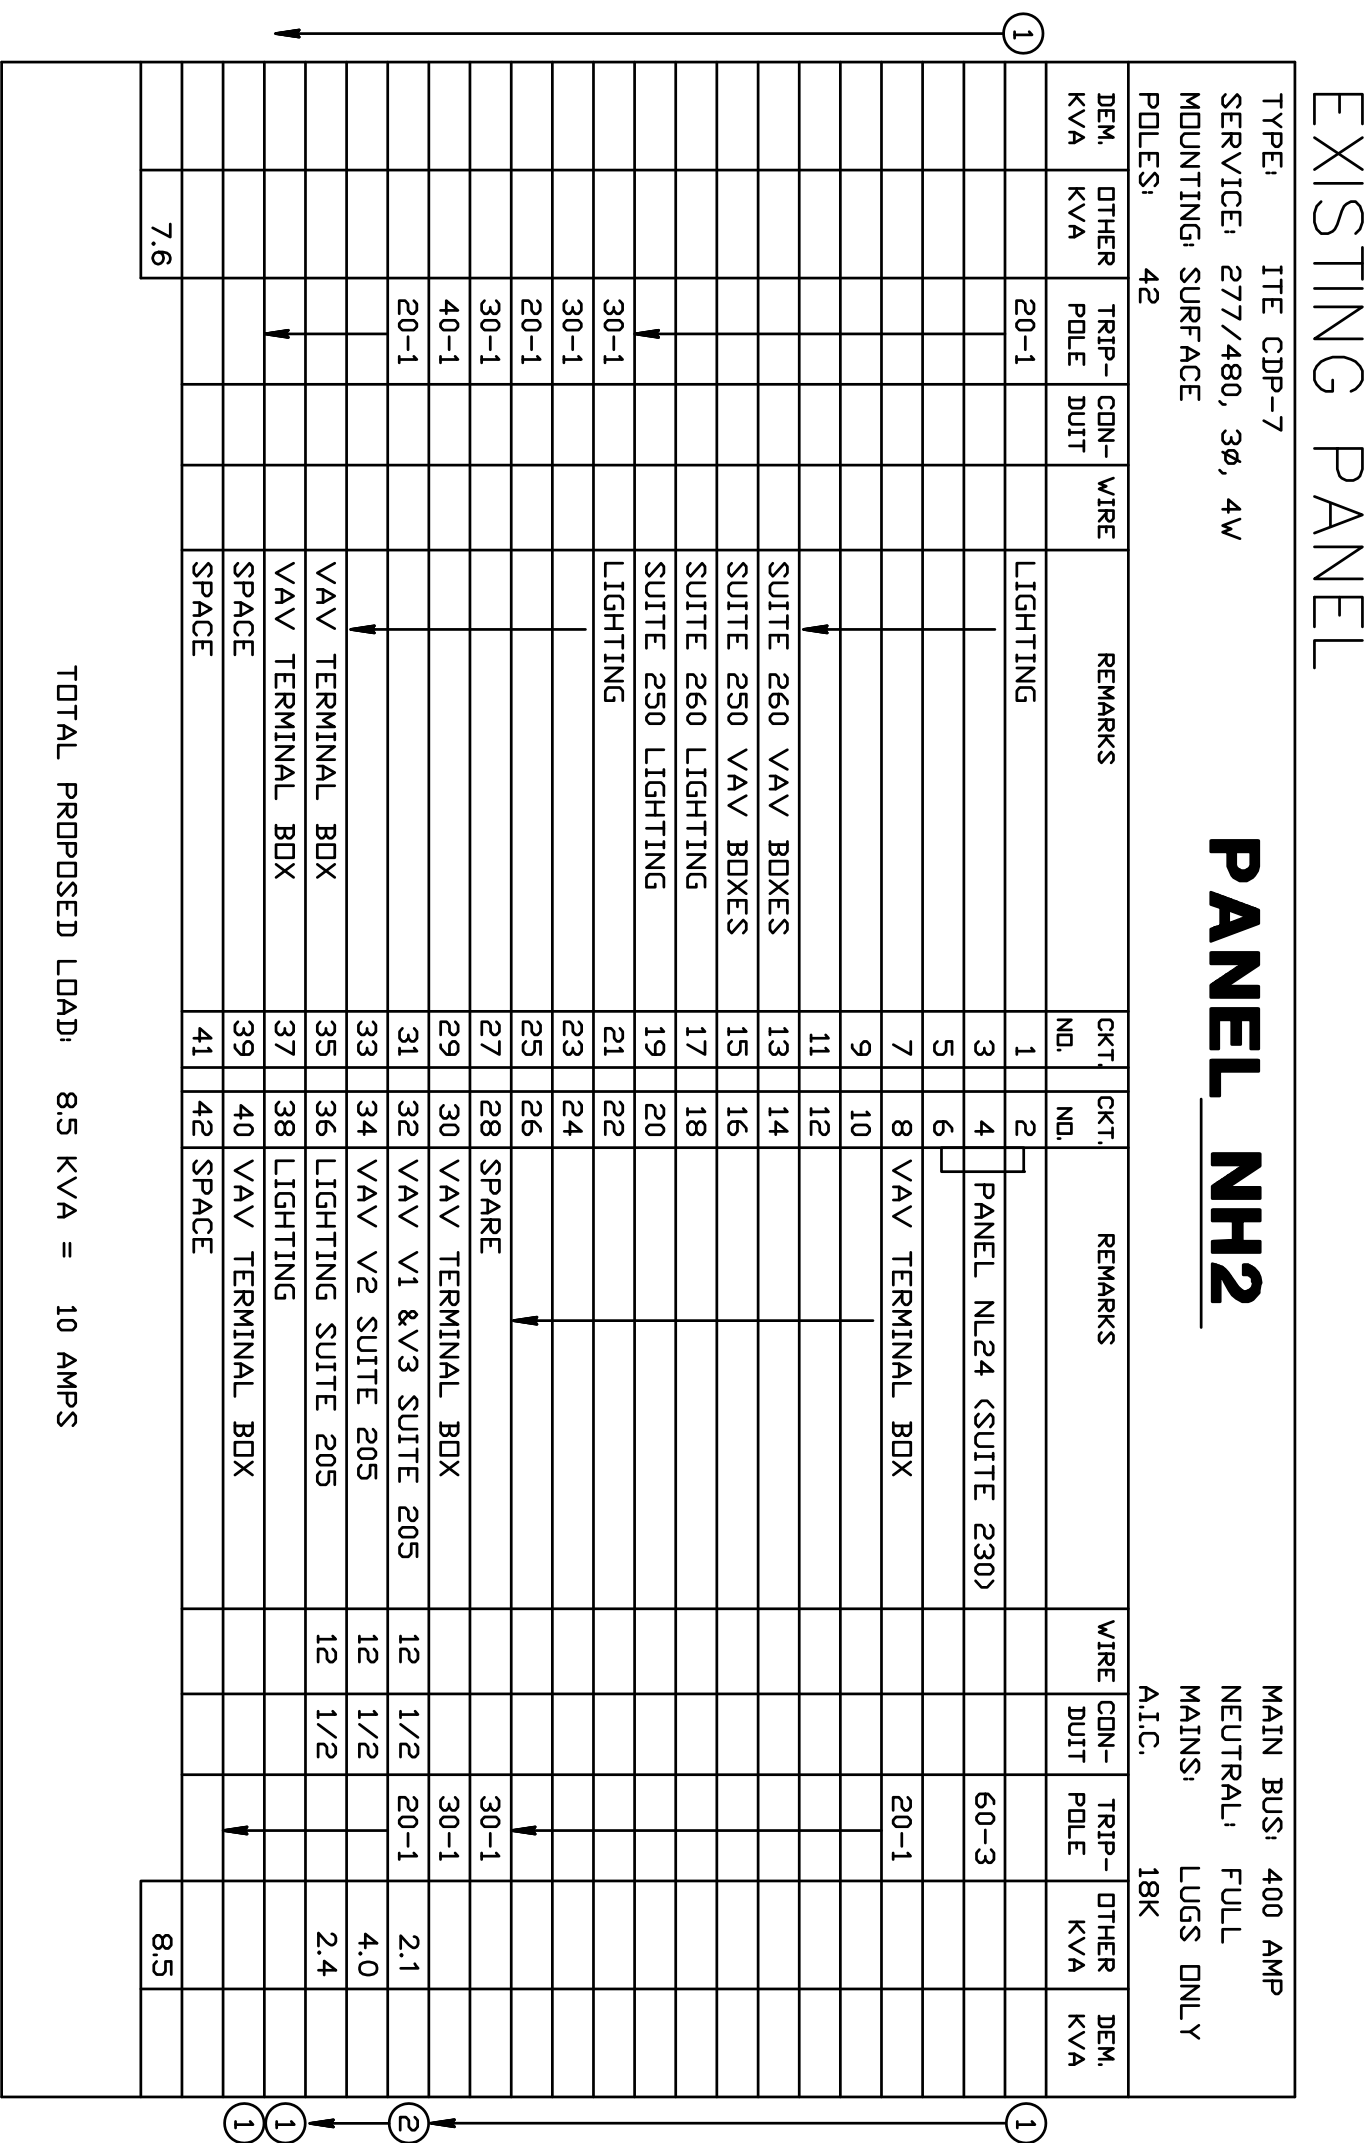 EXISTING PANEL
PANEL NH2
TYPE: ITE CDP-7
SERVICE: 277/480, 3Ø, 4W
MOUNTING: SURFACE
POLES: 42
MAIN BUS: 400 AMP
NEUTRAL: FULL
MAINS: LUGS ONLY
A.I.C. 18K
DEM. KVA OTHER KVA TRIP-POLE CON-DUIT WIRE REMARKS CKT. NO. CKT. NO. REMARKS WIRE CON-DUIT TRIP-POLE OTHER KVA DEM. KVA
1 20-1 LIGHTING 1 2 1
3 4 PANEL NL24 (SUITE 230) 60-3
5 6
7 8 VAV TERMINAL BOX 20-1
9 10
11 12
SUITE 260 VAV BOXES 13 14
SUITE 250 VAV BOXES 15 16
SUITE 260 LIGHTING 17 18
SUITE 250 LIGHTING 19 20
30-1 LIGHTING 21 22
30-1 23 24
20-1 25 26
30-1 27 28 SPARE 30-1
40-1 29 30 VAV TERMINAL BOX 30-1
20-1 31 32 VAV V1 &V3 SUITE 205 12 1/2 20-1 2.1 2
33 34 VAV V2 SUITE 205 12 1/2 4.0
VAV TERMINAL BOX 35 36 LIGHTING SUITE 205 12 1/2 2.4
VAV TERMINAL BOX 37 38 LIGHTING 1
SPACE 39 40 VAV TERMINAL BOX 1
SPACE 41 42 SPACE
7.6 8.5
TOTAL PROPOSED LOAD: 8.5 KVA = 10 AMPS